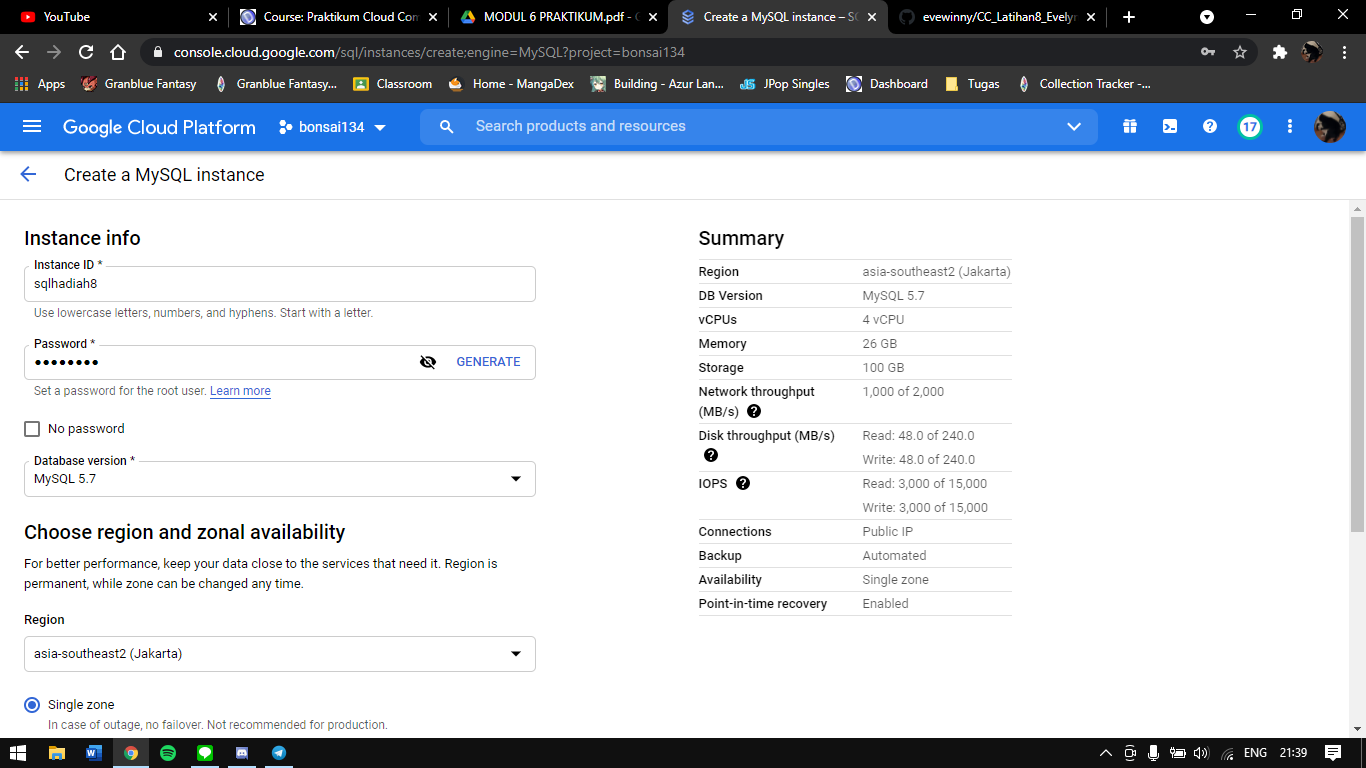 YouTube
Course: Praktikum Cloud Com
MODUL 6 PRAKTIKUM.pdf - G
Create a MySQL instance – SQ
evewinny/CC_Latihan8_Evelyn
console.cloud.google.com/sql/instances/create;engine=MySQL?project=bonsai134
Apps
Granblue Fantasy
Granblue Fantasy...
Classroom
Home - MangaDex
Building - Azur Lan...
JPop Singles
Dashboard
Tugas
Collection Tracker -...
Google Cloud Platform
bonsai134
Search products and resources
17
Create a MySQL instance
Instance info
Instance ID *
sqlhadiah8
Use lowercase letters, numbers, and hyphens. Start with a letter.
Password *
••••••••
GENERATE
Set a password for the root user. Learn more
No password
Database version *
MySQL 5.7
Choose region and zonal availability
For better performance, keep your data close to the services that need it. Region is
permanent, while zone can be changed any time.
Region
asia-southeast2 (Jakarta)
Single zone
In case of outage, no failover. Not recommended for production.
Summary
Region asia-southeast2 (Jakarta)
DB Version MySQL 5.7
vCPUs 4 vCPU
Memory 26 GB
Storage 100 GB
Network throughput 1,000 of 2,000
(MB/s)
Disk throughput (MB/s) Read: 48.0 of 240.0
Write: 48.0 of 240.0
IOPS Read: 3,000 of 15,000
Write: 3,000 of 15,000
Connections Public IP
Backup Automated
Availability Single zone
Point-in-time recovery Enabled
ENG 21:39